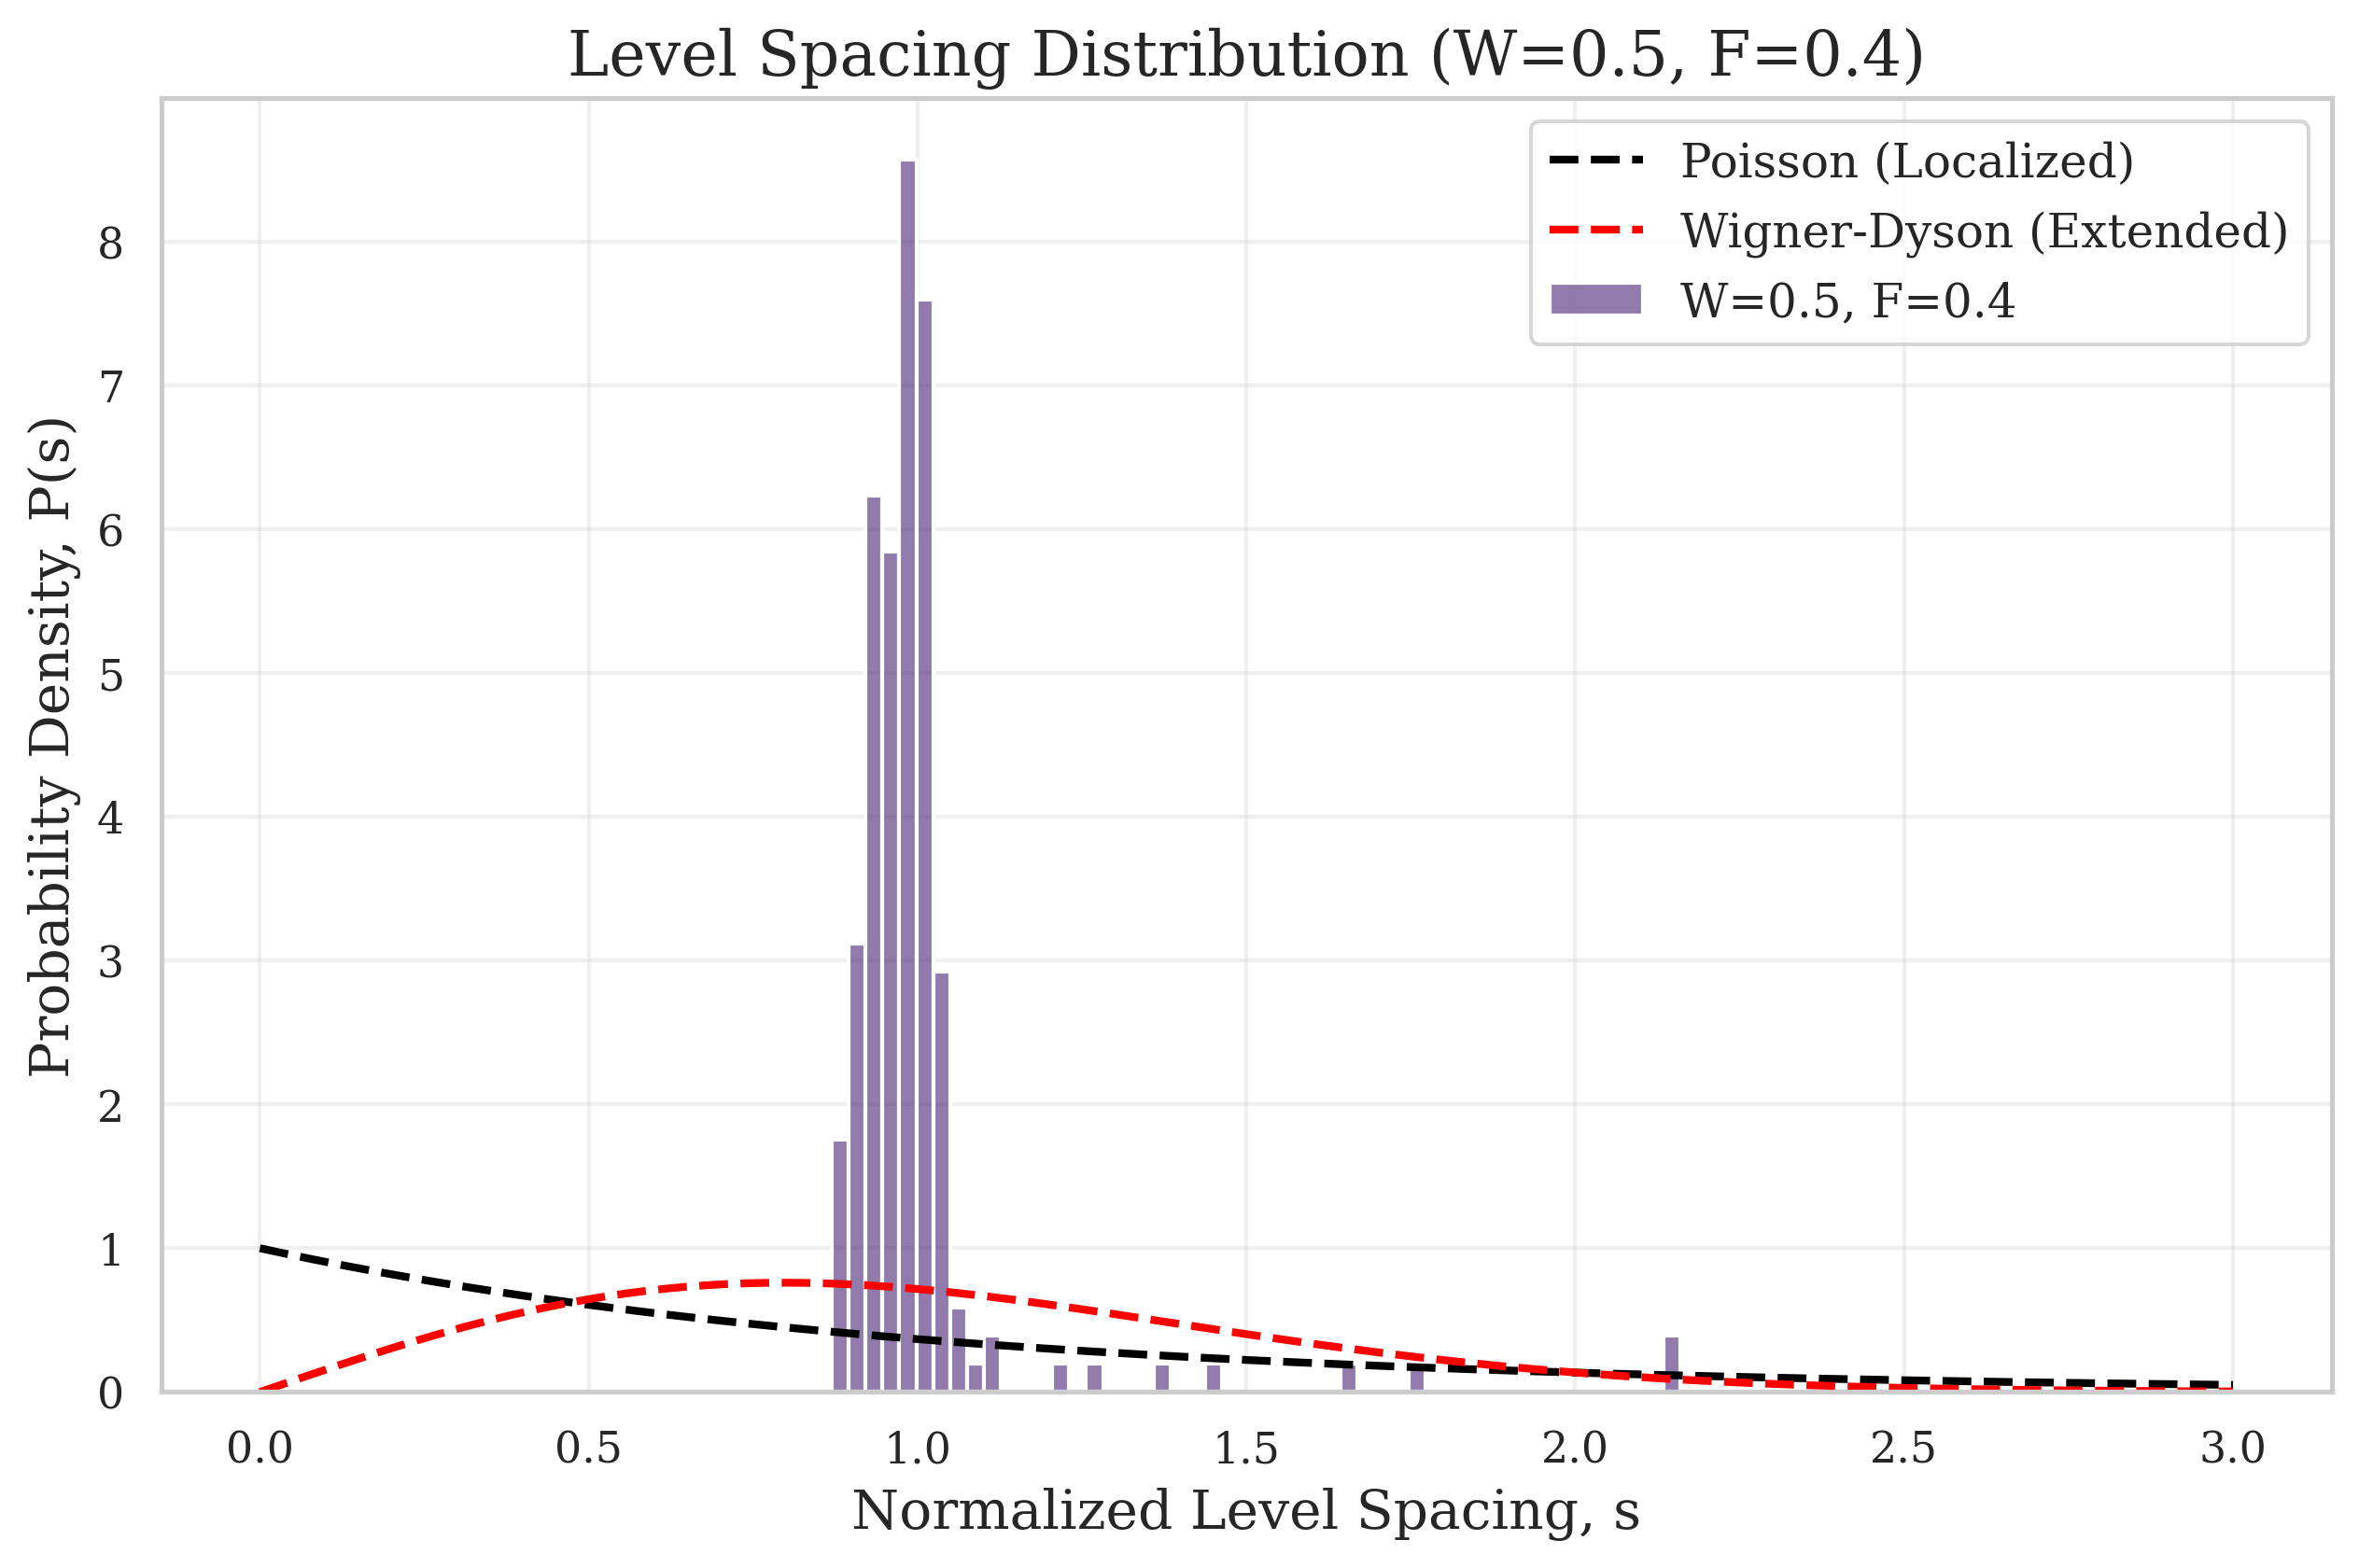 Level Spacing Distribution (W=0.5, F=0.4)
Poisson (Localized)
Wigner-Dyson (Extended)
W=0.5, F=0.4
Probability Density, P(s)
8
7
6
5
4
3
2
1
0
0.0 0.5 1.0 1.5 2.0 2.5 3.0
Normalized Level Spacing, s